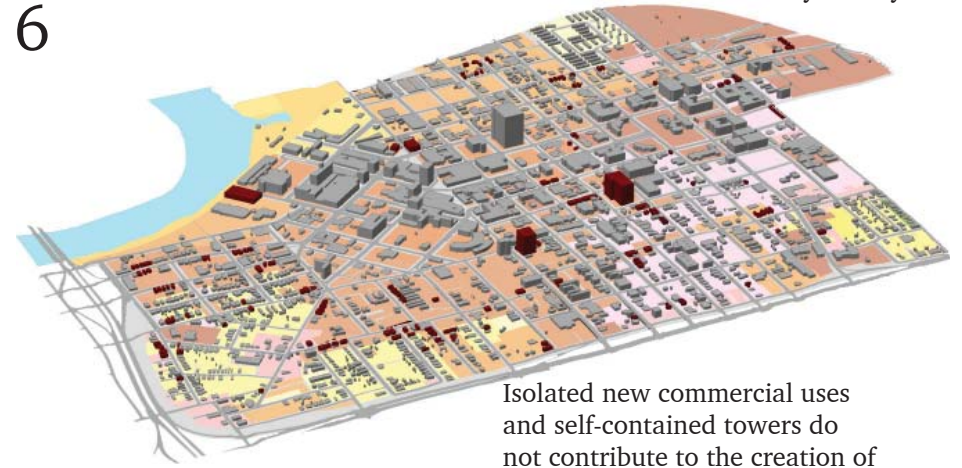 6
Isolated new commercial uses
and self-contained towers do
not contribute to the creation of